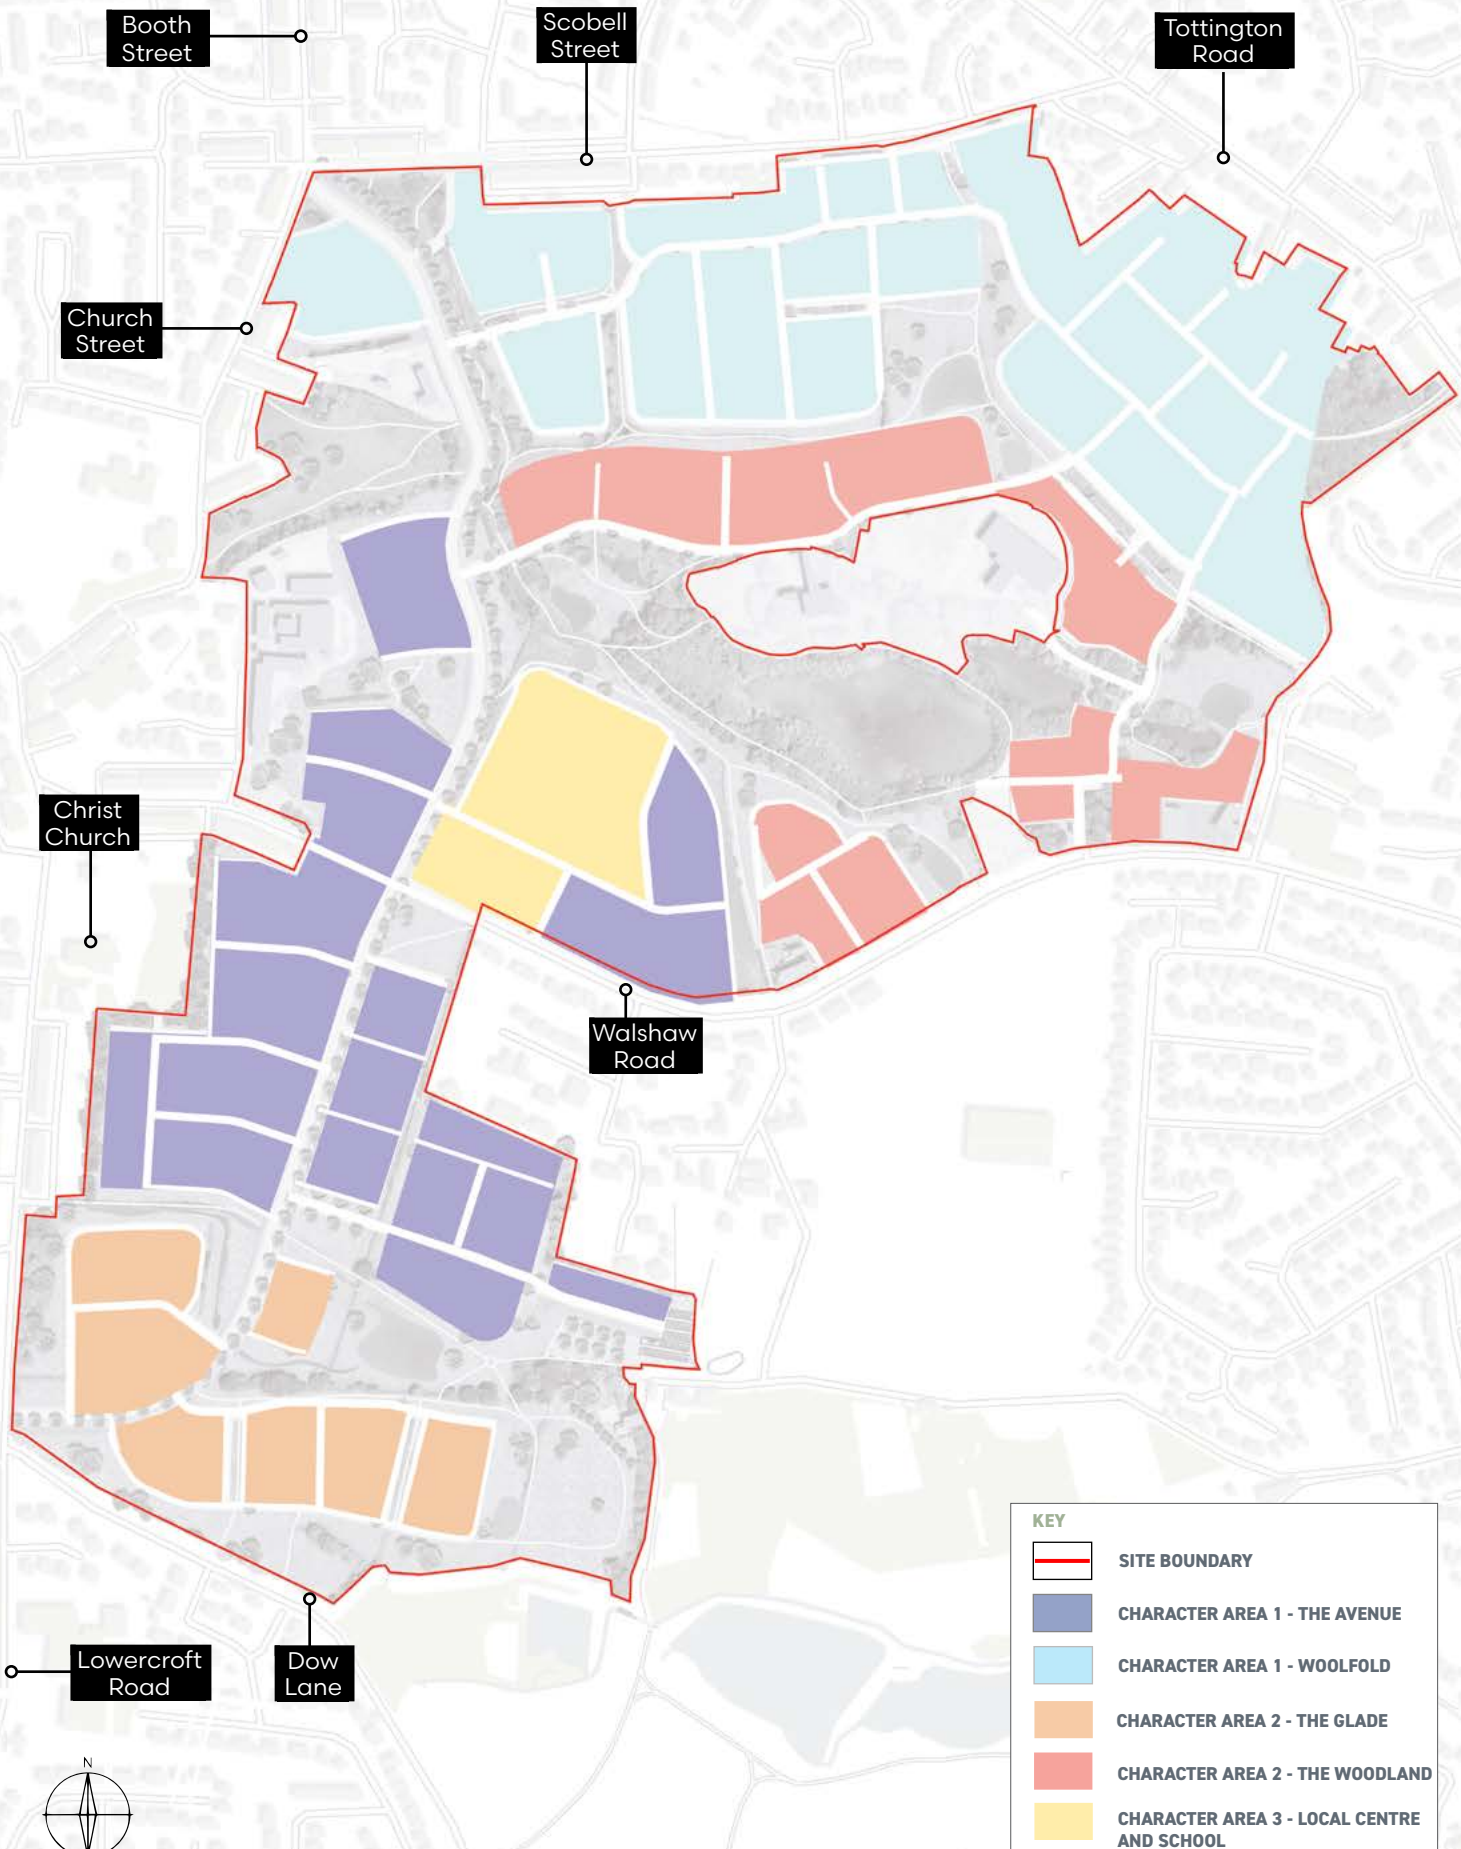 Booth
Street
Scobell
Street
Tottington
Road
Church
Street
Christ
Church
Walshaw
Road
Lowercroft
Road
Dow
Lane
N
KEY
SITE BOUNDARY
CHARACTER AREA 1 - THE AVENUE
CHARACTER AREA 1 - WOOLFOLD
CHARACTER AREA 2 - THE GLADE
CHARACTER AREA 2 - THE WOODLAND
CHARACTER AREA 3 - LOCAL CENTRE
AND SCHOOL